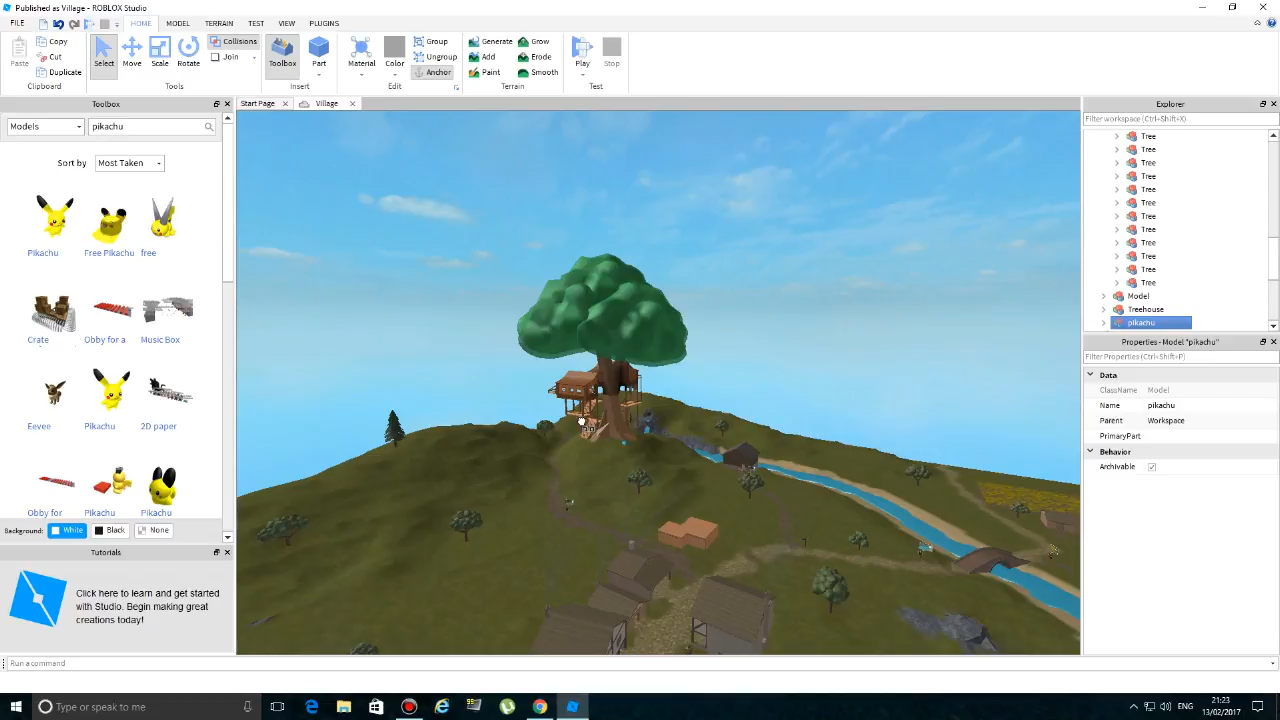 Published as Village - ROBLOX Studio
FILE HOME MODEL TERRAIN TEST VIEW PLUGINS
Paste Copy Cut Duplicate Clipboard
Select Move Scale Rotate Collisions Join Tools
Toolbox Part Insert
Material Color Group Ungroup Anchor Edit
Generate Grow Add Erode Paint Smooth Terrain
Play Stop Test
Toolbox
Models pikachu
Sort by Most Taken
Pikachu Free Pikachu free
Crate Obby for a Music Box
Eevee Pikachu 2D paper
Obby for Pikachu Pikachu
Background: White Black None
Tutorials
Click here to learn and get started
with Studio. Begin making great
creations today!
Start Page Village
Explorer
Filter workspace (Ctrl+Shift+X)
Tree
Tree
Tree
Tree
Tree
Tree
Tree
Tree
Tree
Tree
Tree
Tree
Model
Treehouse
pikachu
Properties - Model "pikachu"
Filter Properties (Ctrl+Shift+P)
Data
ClassName Model
Name pikachu
Parent Workspace
PrimaryPart
Behavior
Archivable
Run a command
Type or speak to me
ENG
21:23
13/02/2017